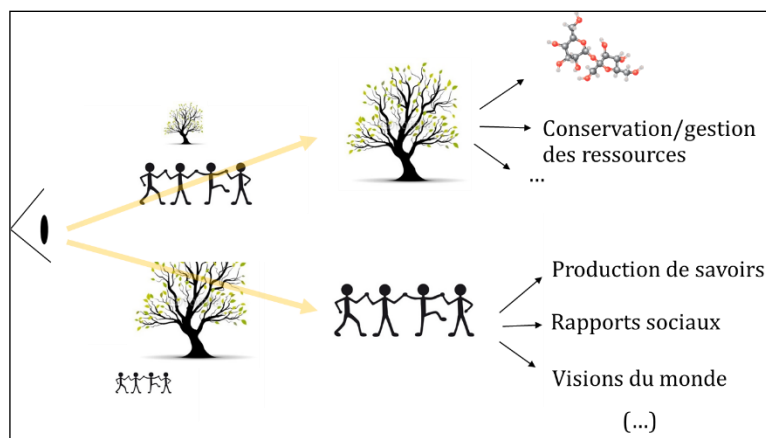 Conservation/gestion
des ressources
...
Production de savoirs
Rapports sociaux
Visions du monde
(...)